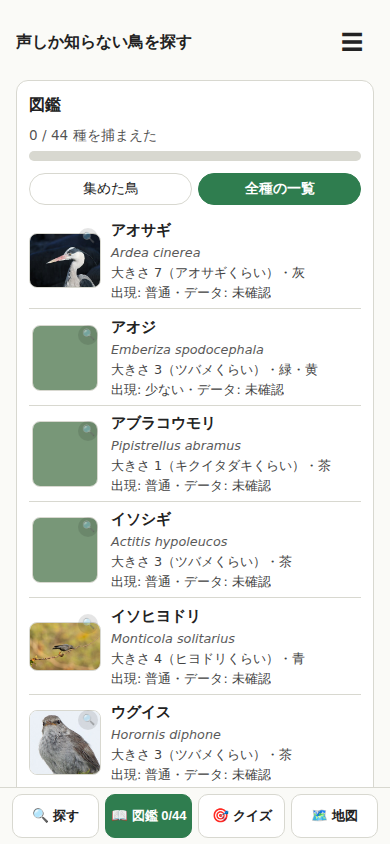 声しか知らない鳥を探す
図鑑
0 / 44 種を捕まえた
集めた鳥
全種の一覧
アオサギ
Ardea cinerea
大きさ 7（アオサギくらい）・灰
出現: 普通・データ: 未確認
アオジ
Emberiza spodocephala
大きさ 3（ツバメくらい）・緑・黄
出現: 少ない・データ: 未確認
アブラコウモリ
Pipistrellus abramus
大きさ 1（キクイタダキくらい）・茶
出現: 普通・データ: 未確認
イソシギ
Actitis hypoleucos
大きさ 3（ツバメくらい）・茶
出現: 普通・データ: 未確認
イソヒヨドリ
Monticola solitarius
大きさ 4（ヒヨドリくらい）・青
出現: 普通・データ: 未確認
ウグイス
Horornis diphone
大きさ 3（ツバメくらい）・茶
出現: 普通・データ: 未確認
探す
図鑑 0/44
クイズ
地図